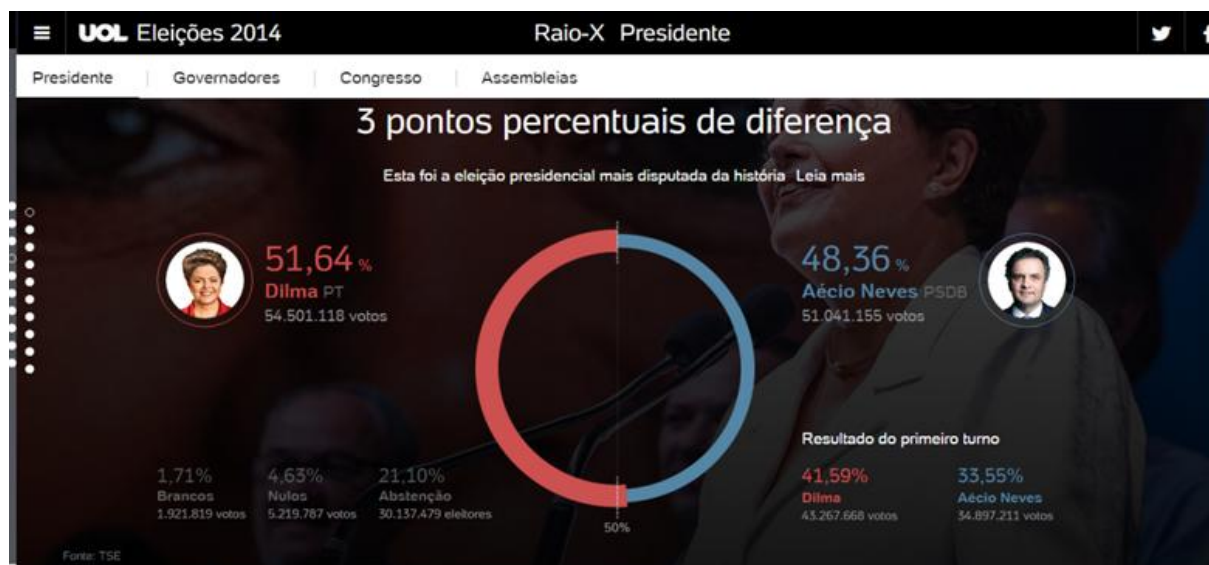 UOL Eleições 2014
Raio-X Presidente
Presidente
Governadores
Congresso
Assembleias
3 pontos percentuais de diferença
Esta foi a eleição presidencial mais disputada da história Leia mais
51,64 %
Dilma PT
54.501.118 votos
48,36 %
Aécio Neves PSDB
51.041.155 votos
1,71%
Brancos
1.921.819 votos
4,63%
Nulos
5.219.787 votos
21,10%
Abstenção
30.137.479 eleitores
50%
Resultado do primeiro turno
41,59%
Dilma
43.267.668 votos
33,55%
Aécio Neves
34.897.211 votos
Fonte: TSE